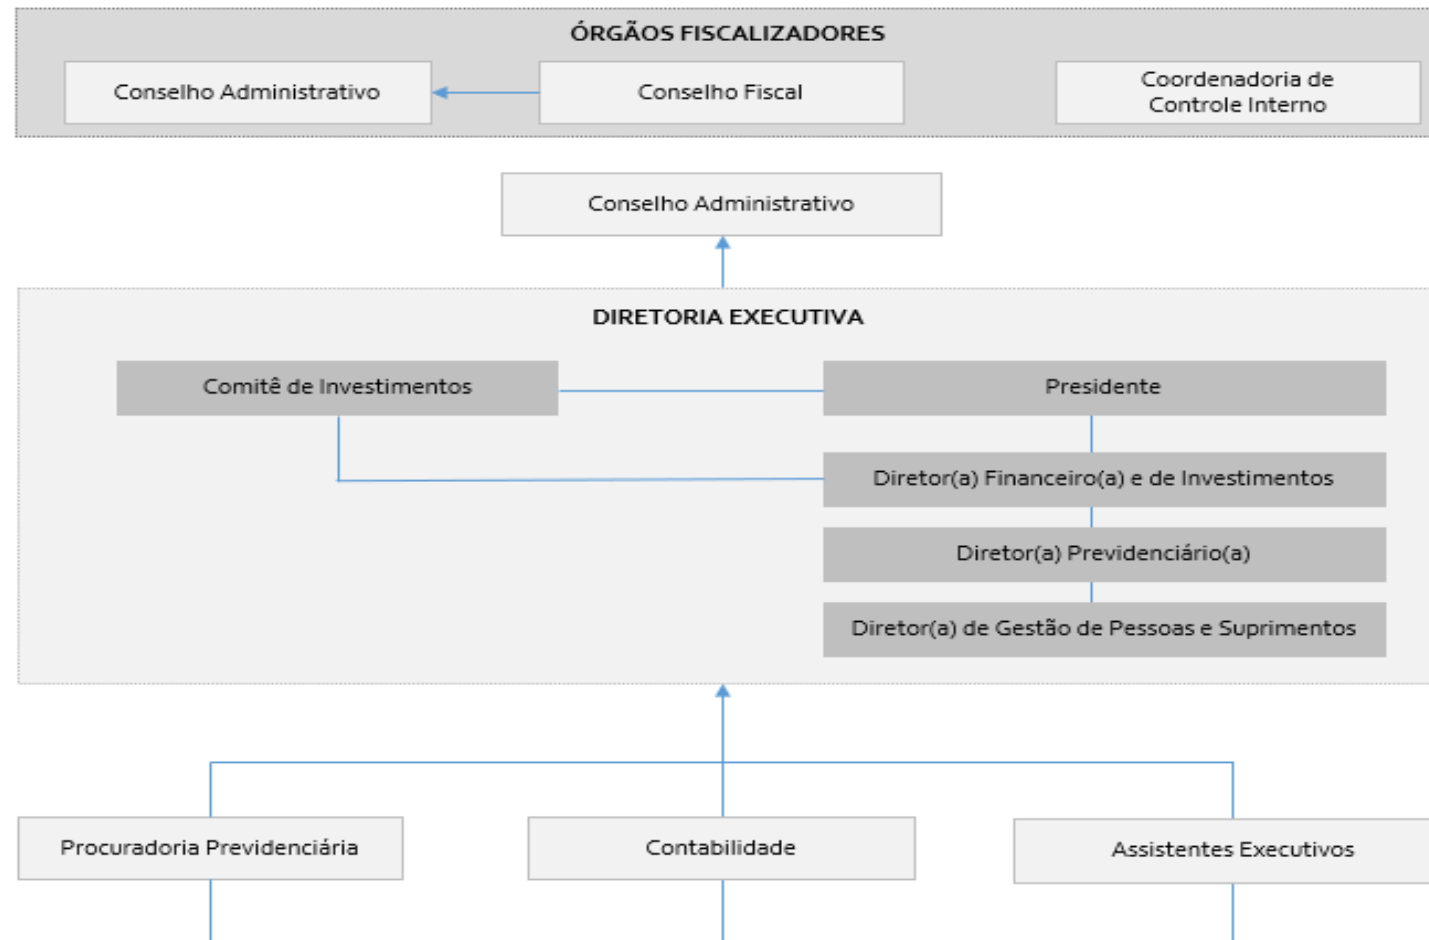 ÓRGÃOS FISCALIZADORES
Conselho Administrativo
Conselho Fiscal
Coordenadoria de
Controle Interno
Conselho Administrativo
DIRETORIA EXECUTIVA
Comitê de Investimentos
Presidente
Diretor(a) Financeiro(a) e de Investimentos
Diretor(a) Previdenciário(a)
Diretor(a) de Gestão de Pessoas e Suprimentos
Procuradoria Previdenciária
Contabilidade
Assistentes Executivos